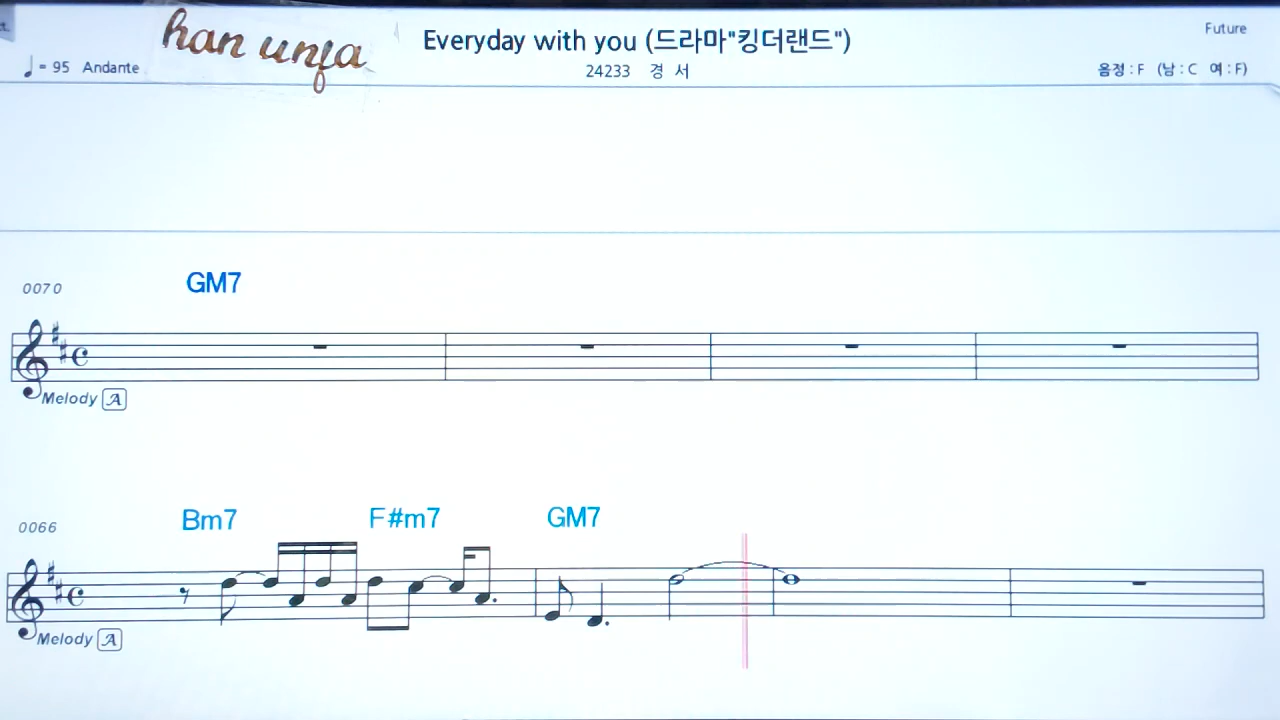 han unja
Everyday with you (드라마"킹더랜드")
Future
♩ = 95 Andante
24233 경 서
음정 : F (남 : C 여 : F)
0070
GM7
Melody A
0066
Bm7 F#m7 GM7
Melody A